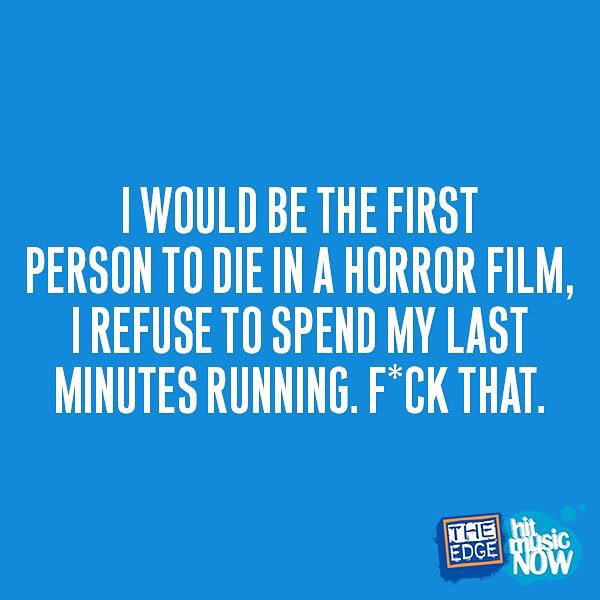 I WOULD BE THE FIRST
PERSON TO DIE IN A HORROR FILM,
I REFUSE TO SPEND MY LAST
MINUTES RUNNING. F*CK THAT.
THE
EDGE
hit
music
NOW